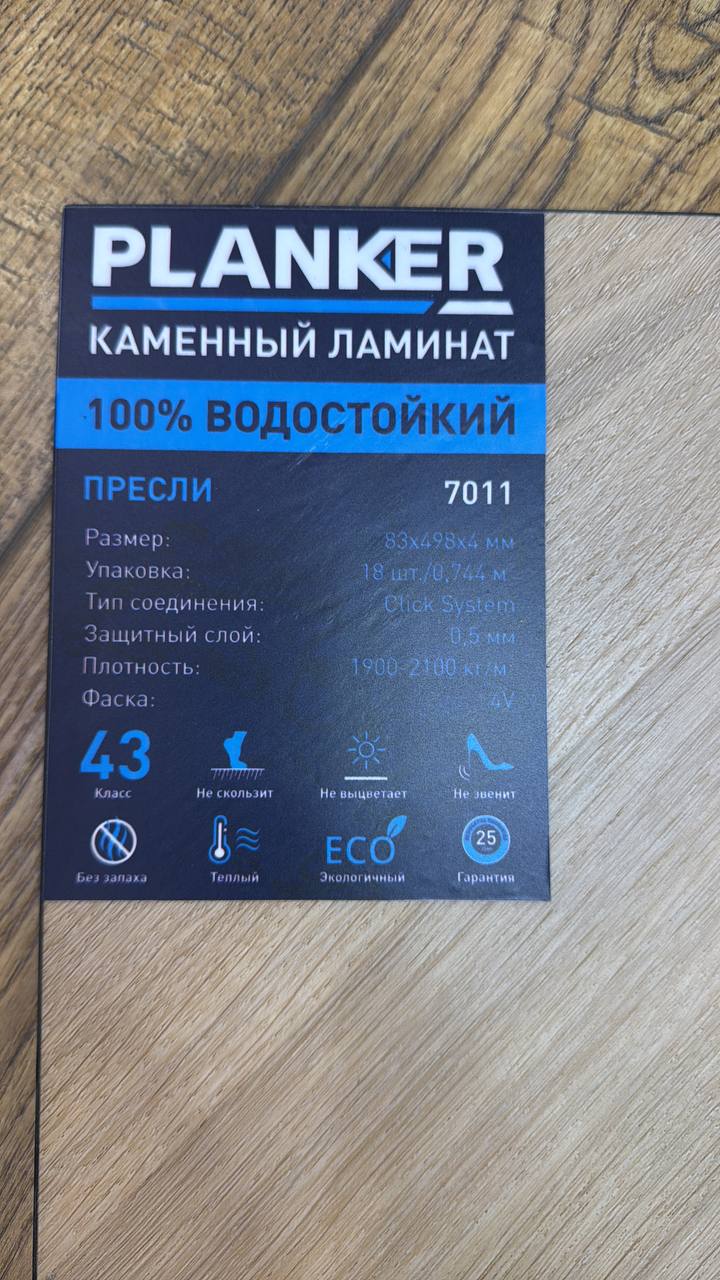 PLANKER
КАМЕННЫЙ ЛАМИНАТ
100% ВОДОСТОЙКИЙ
ПРЕСЛИ 7011
Размер: 83х498х4 мм
Упаковка: 18 шт./0,744 м
Тип соединения: Click System
Защитный слой: 0,5 мм
Плотность: 1900-2100 кг/м
Фаска: 4V
43
Класс Не скользит Не выцветает Не звенит
ECO 25
Без запаха Теплый Экологичный Гарантия